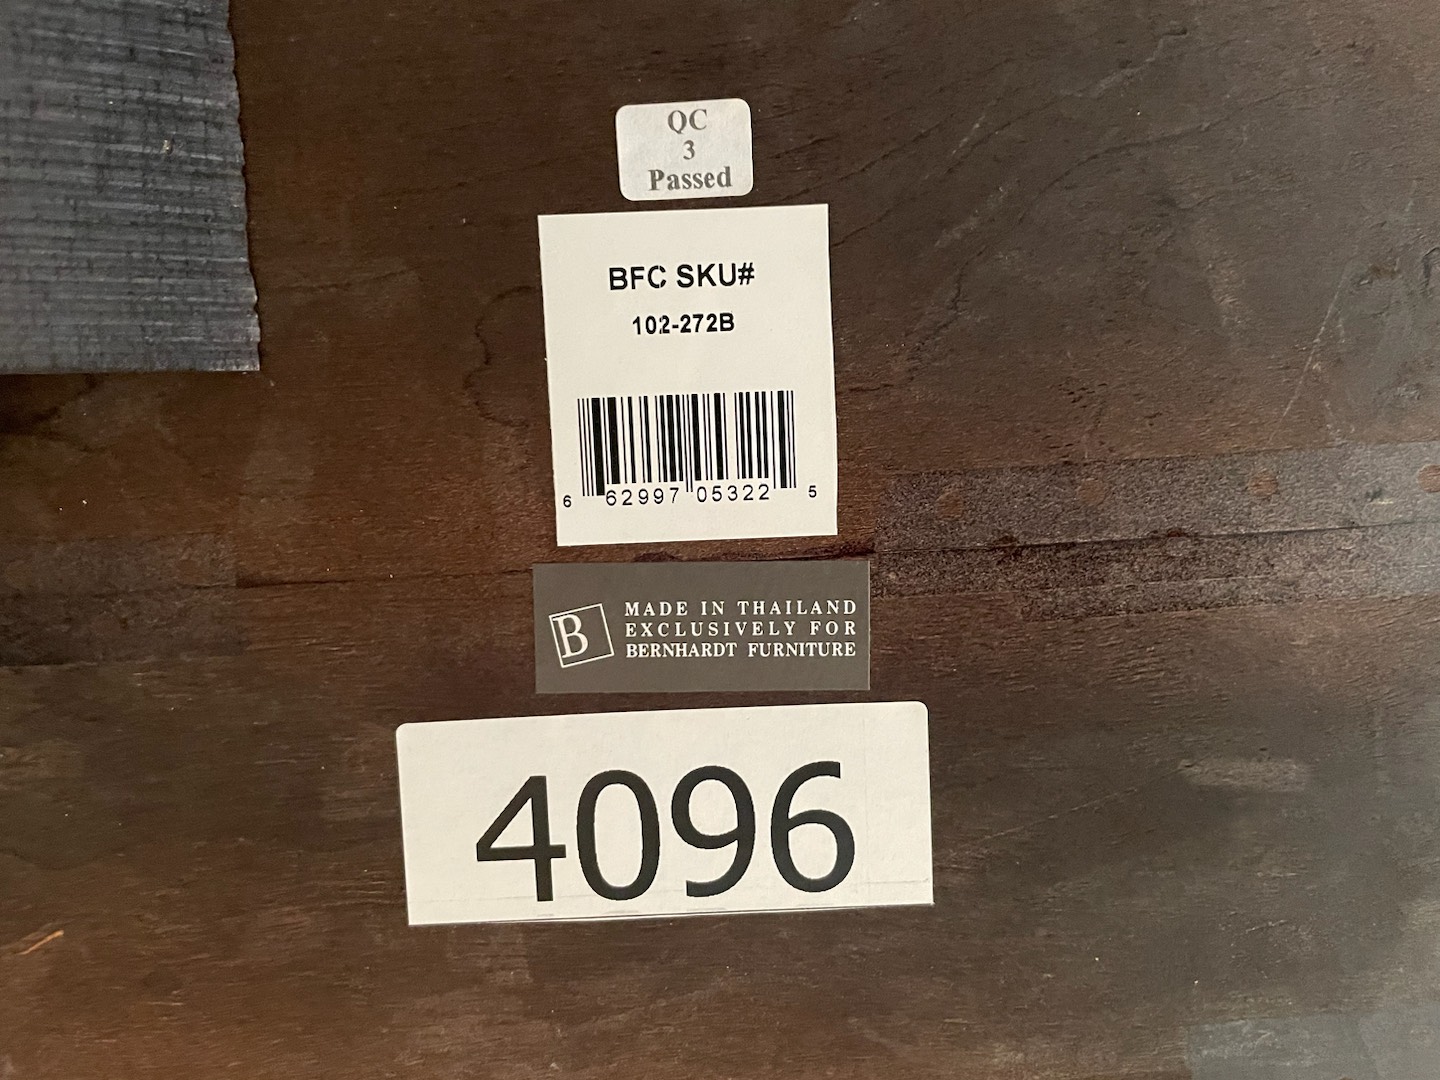 QC
3
Passed
BFC SKU#
102-272B
6 62997 05322 5
B
MADE IN THAILAND
EXCLUSIVELY FOR
BERNHARDT FURNITURE
4096